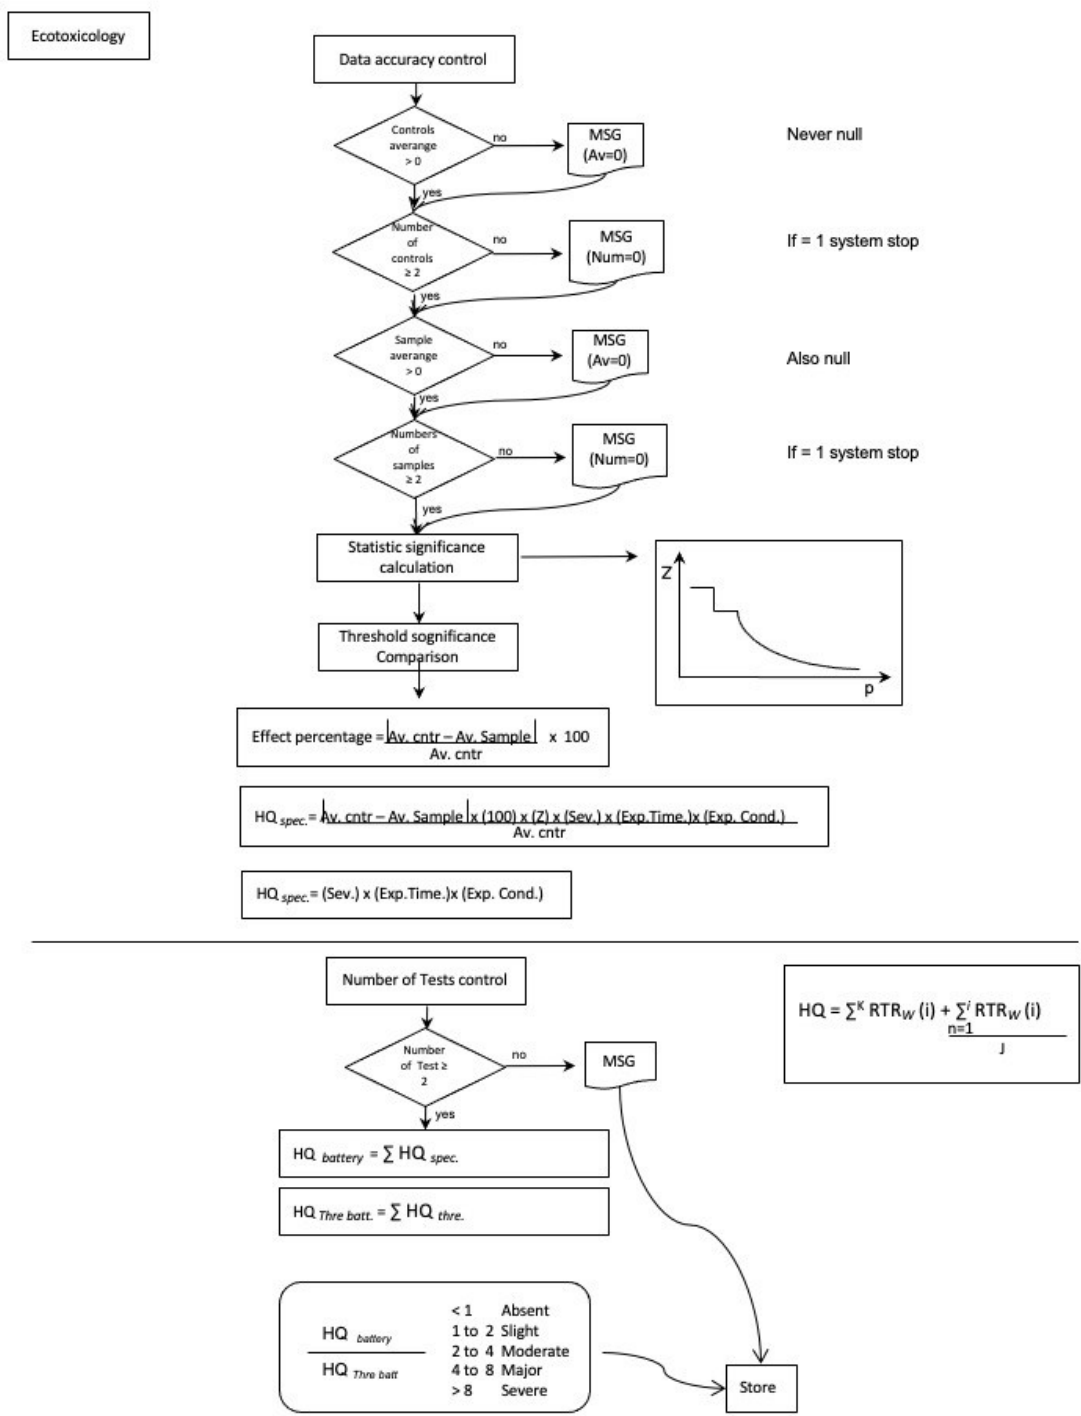 Ecotoxicology
Data accuracy control
Controls
averange
> 0
no
MSG
(Av=0)
Never null
yes
Number
of
controls
≥ 2
no
MSG
(Num=0)
If = 1 system stop
yes
Sample
averange
> 0
no
MSG
(Av=0)
Also null
yes
Numbers
of
samples
≥ 2
no
MSG
(Num=0)
If = 1 system stop
yes
Statistic significance
calculation
Z
p
Threshold sognificance
Comparison
Effect percentage = |Av. cntr – Av. Sample| x 100
Av. cntr
HQ spec.= |Av. cntr – Av. Sample| x (100) x (Z) x (Sev.) x (Exp.Time.)x (Exp. Cond.)
Av. cntr
HQ spec.= (Sev.) x (Exp.Time.)x (Exp. Cond.)
Number of Tests control
HQ = ∑K RTRW (i) + ∑i RTRW (i)
n=1
J
Number
of Test ≥
2
no
MSG
yes
HQ battery = ∑ HQ spec.
HQ Thre batt. = ∑ HQ thre.
HQ battery
HQ Thre batt
< 1 Absent
1 to 2 Slight
2 to 4 Moderate
4 to 8 Major
> 8 Severe
Store